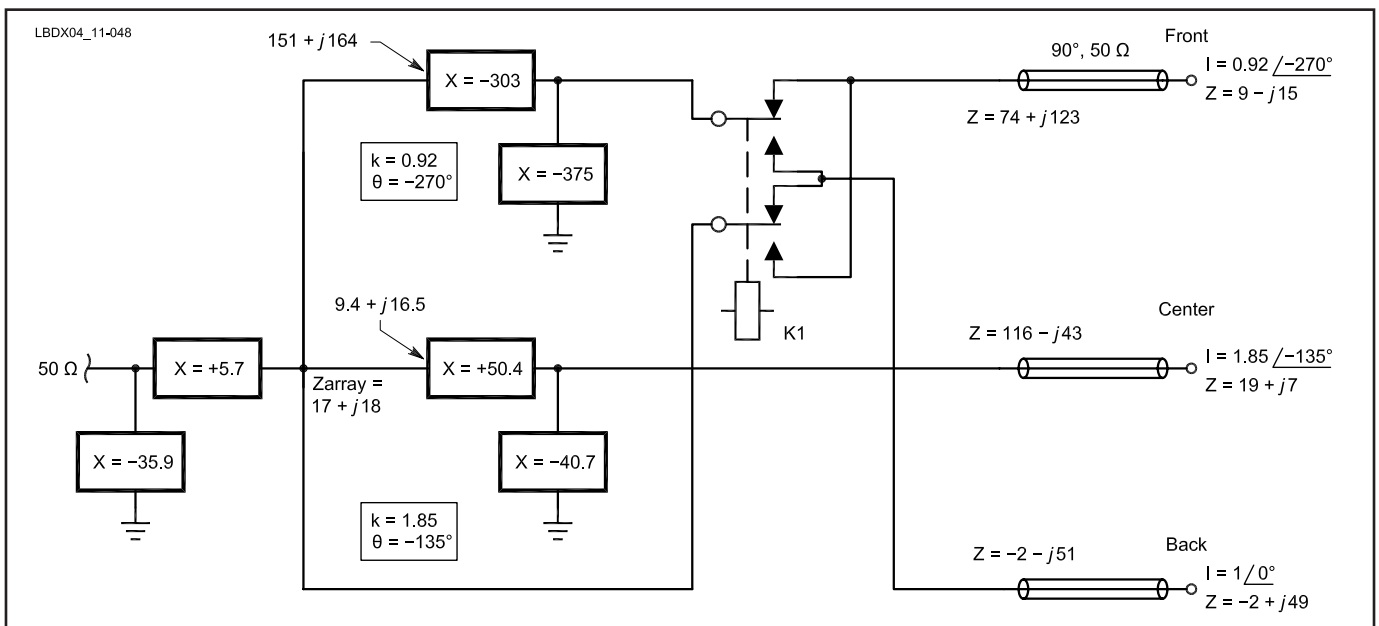 LBDX04_11-048
151 + j164
X = −303
90°, 50 Ω
Front
I = 0.92 /−270°
Z = 9 − j15
Z = 74 + j123
k = 0.92
θ = −270°
X = −375
9.4 + j16.5
K1
Z = 116 − j43
Center
I = 1.85 /−135°
Z = 19 + j7
50 Ω
X = +5.7
Zarray =
17 + j18
X = +50.4
X = −35.9
X = −40.7
k = 1.85
θ = −135°
Z = −2 − j51
Back
I = 1 / 0°
Z = −2 + j49